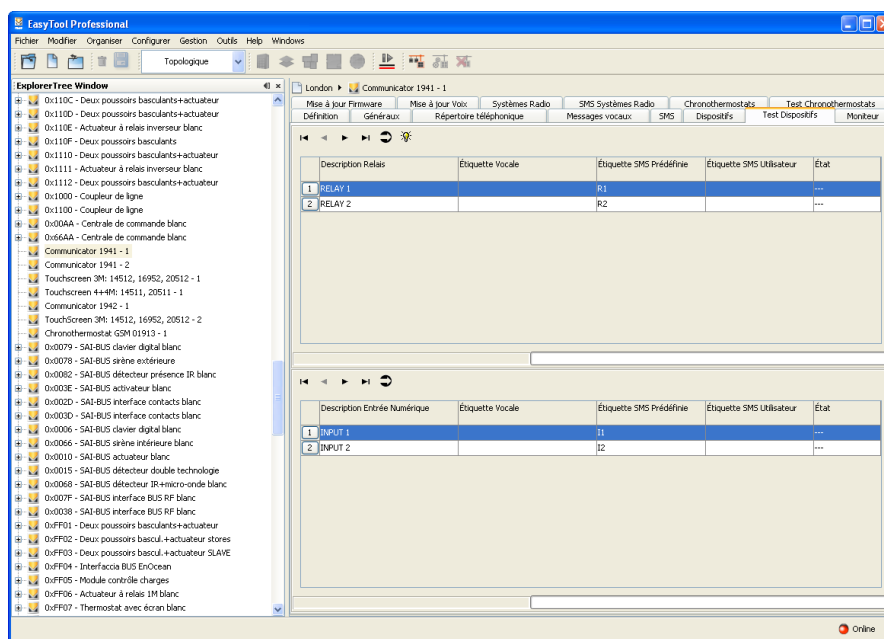 EasyTool Professional
Fichier Modifier Organiser Configurer Gestion Outils Help Windows
Topologique
ExplorerTree Window
0x110C - Deux poussoirs basculants+actuateur
0x110D - Deux poussoirs basculants+actuateur
0x110E - Actuateur à relais inverseur blanc
0x110F - Deux poussoirs basculants
0x1110 - Deux poussoirs basculants+actuateur
0x1111 - Actuateur à relais inverseur blanc
0x1112 - Deux poussoirs basculants+actuateur
0x1000 - Coupleur de ligne
0x1100 - Coupleur de ligne
0x00AA - Centrale de commande blanc
0x66AA - Centrale de commande blanc
Communicator 1941 - 1
Communicator 1941 - 2
Touchscreen 3M: 14512, 16952, 20512 - 1
Touchscreen 4+4M: 14511, 20511 - 1
Communicator 1942 - 1
TouchScreen 3M: 14512, 16952, 20512 - 2
Chronothermostat GSM 01913 - 1
0x0079 - SAI-BUS clavier digital blanc
0x0078 - SAI-BUS sirène extérieure
0x0082 - SAI-BUS détecteur présence IR blanc
0x003E - SAI-BUS activateur blanc
0x002D - SAI-BUS interface contacts blanc
0x003D - SAI-BUS interface contacts blanc
0x0006 - SAI-BUS clavier digital blanc
0x0066 - SAI-BUS sirène intérieure blanc
0x0010 - SAI-BUS actuateur blanc
0x0015 - SAI-BUS détecteur double technologie
0x0068 - SAI-BUS détecteur IR+micro-onde blanc
0x007F - SAI-BUS interface BUS RF blanc
0x0038 - SAI-BUS interface BUS RF blanc
0xFF01 - Deux poussoirs basculants+actuateur
0xFF02 - Deux poussoirs bascul.+actuateur stores
0xFF03 - Deux poussoirs bascul.+actuateur SLAVE
0xFF04 - Interfaccia BUS EnOcean
0xFF05 - Module contrôle charges
0xFF06 - Actuateur à relais 1M blanc
0xFF07 - Thermostat avec écran blanc
London Communicator 1941 - 1
Mise à jour Firmware Mise à jour Voix Systèmes Radio SMS Systèmes Radio Chronothermostats Test Chronothermostats
Définition Généraux Répertoire téléphonique Messages vocaux SMS Dispositifs Test Dispositifs Moniteur
Description Relais Étiquette Vocale Étiquette SMS Prédéfinie Étiquette SMS Utilisateur État
1 RELAY 1 R1 ---
2 RELAY 2 R2 ---
Description Entrée Numérique Étiquette Vocale Étiquette SMS Prédéfinie Étiquette SMS Utilisateur État
1 INPUT 1 I1 ---
2 INPUT 2 I2 ---
Online